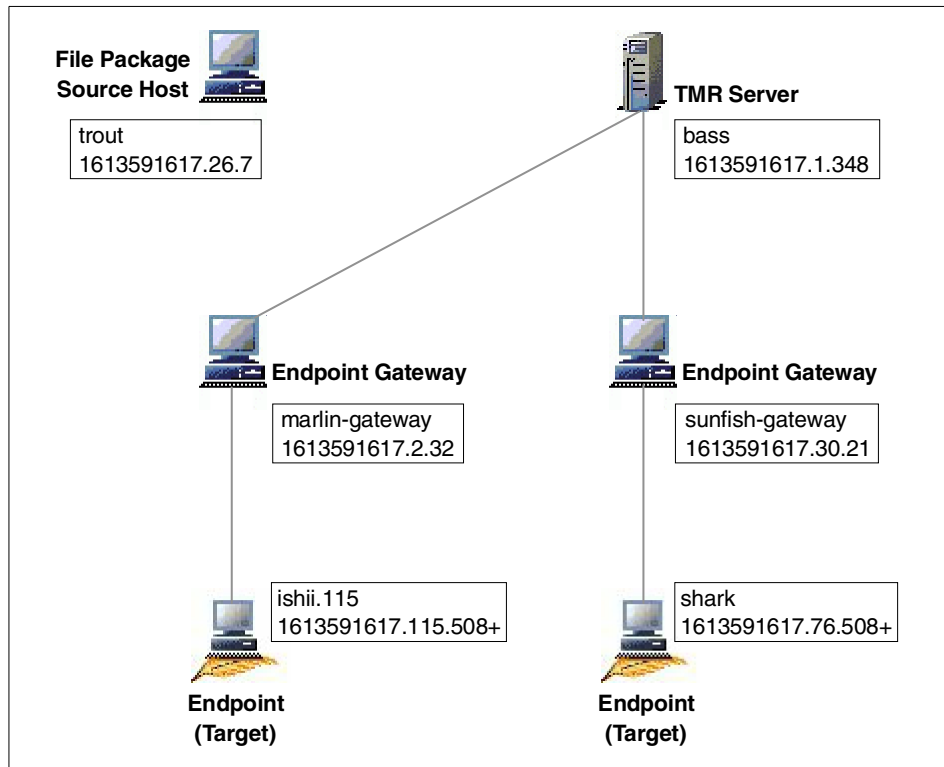 File Package
Source Host
trout
1613591617.26.7
TMR Server
bass
1613591617.1.348
Endpoint Gateway
marlin-gateway
1613591617.2.32
Endpoint Gateway
sunfish-gateway
1613591617.30.21
ishii.115
1613591617.115.508+
Endpoint
(Target)
shark
1613591617.76.508+
Endpoint
(Target)